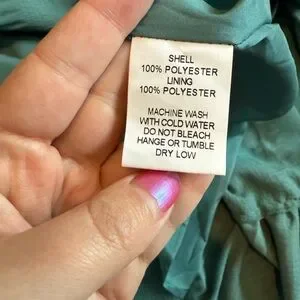 SHELL
100% POLYESTER
LINING
100% POLYESTER
MACHINE WASH
WITH COLD WATER
DO NOT BLEACH
HANGE OR TUMBLE
DRY LOW